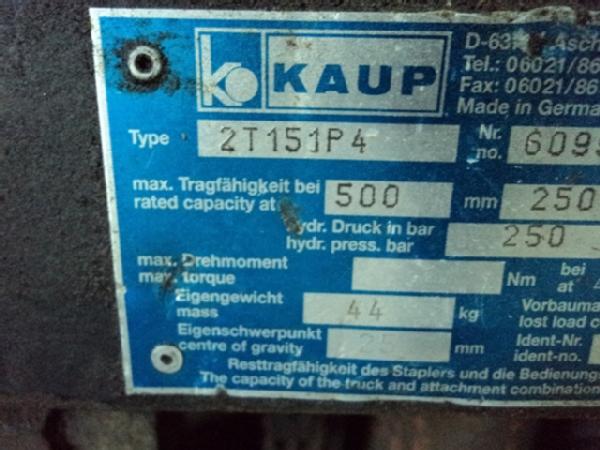 KAUP
D-63 Asch
Tel.: 06021/86
Fax: 06021/86
Made in Germa
Type 2T151P4 Nr. no. 609
max. Tragfähigkeit bei
rated capacity at 500 mm 250
hydr. Druck in bar
hydr. press. bar 250
max. Drehmoment
max. torque Nm bei at
Eigengewicht
mass 44 kg
Vorbauma
lost load c
Eigenschwerpunkt
centre of gravity 25 mm
Ident-Nr.
ident-no.
Resttragfähigkeit des Staplers und die Bedienung
The capacity of the truck and attachment combination